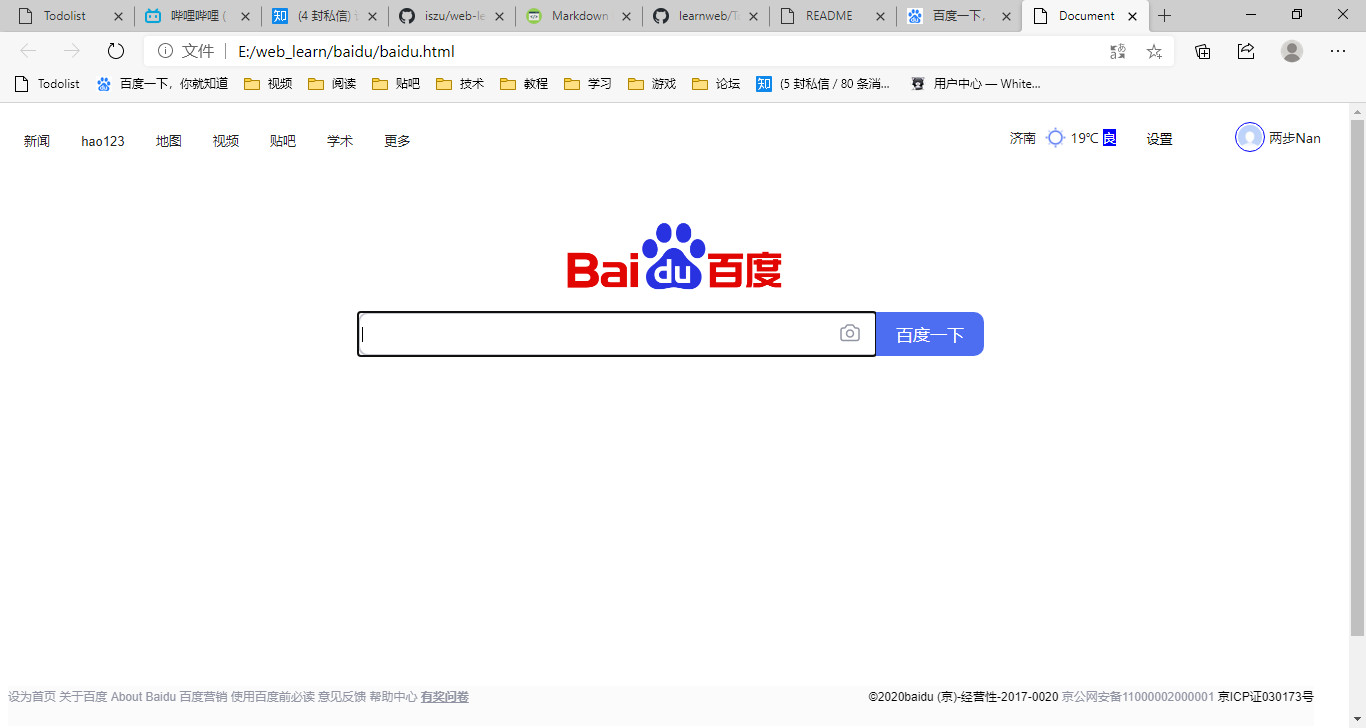 Todolist 哔哩哔哩 ( (4 封私信) iszu/web-le Markdown learnweb/T README 百度一下, Document
文件 E:/web_learn/baidu/baidu.html
Todolist 百度一下，你就知道 视频 阅读 贴吧 技术 教程 学习 游戏 论坛 知 (5 封私信 / 80 条消... 用户中心 — White...
新闻 hao123 地图 视频 贴吧 学术 更多 济南 19℃ 良 设置 两步Nan
Bai du 百度
百度一下
设为首页 关于百度 About Baidu 百度营销 使用百度前必读 意见反馈 帮助中心 有奖问卷 ©2020baidu (京)-经营性-2017-0020 京公网安备11000002000001 京ICP证030173号